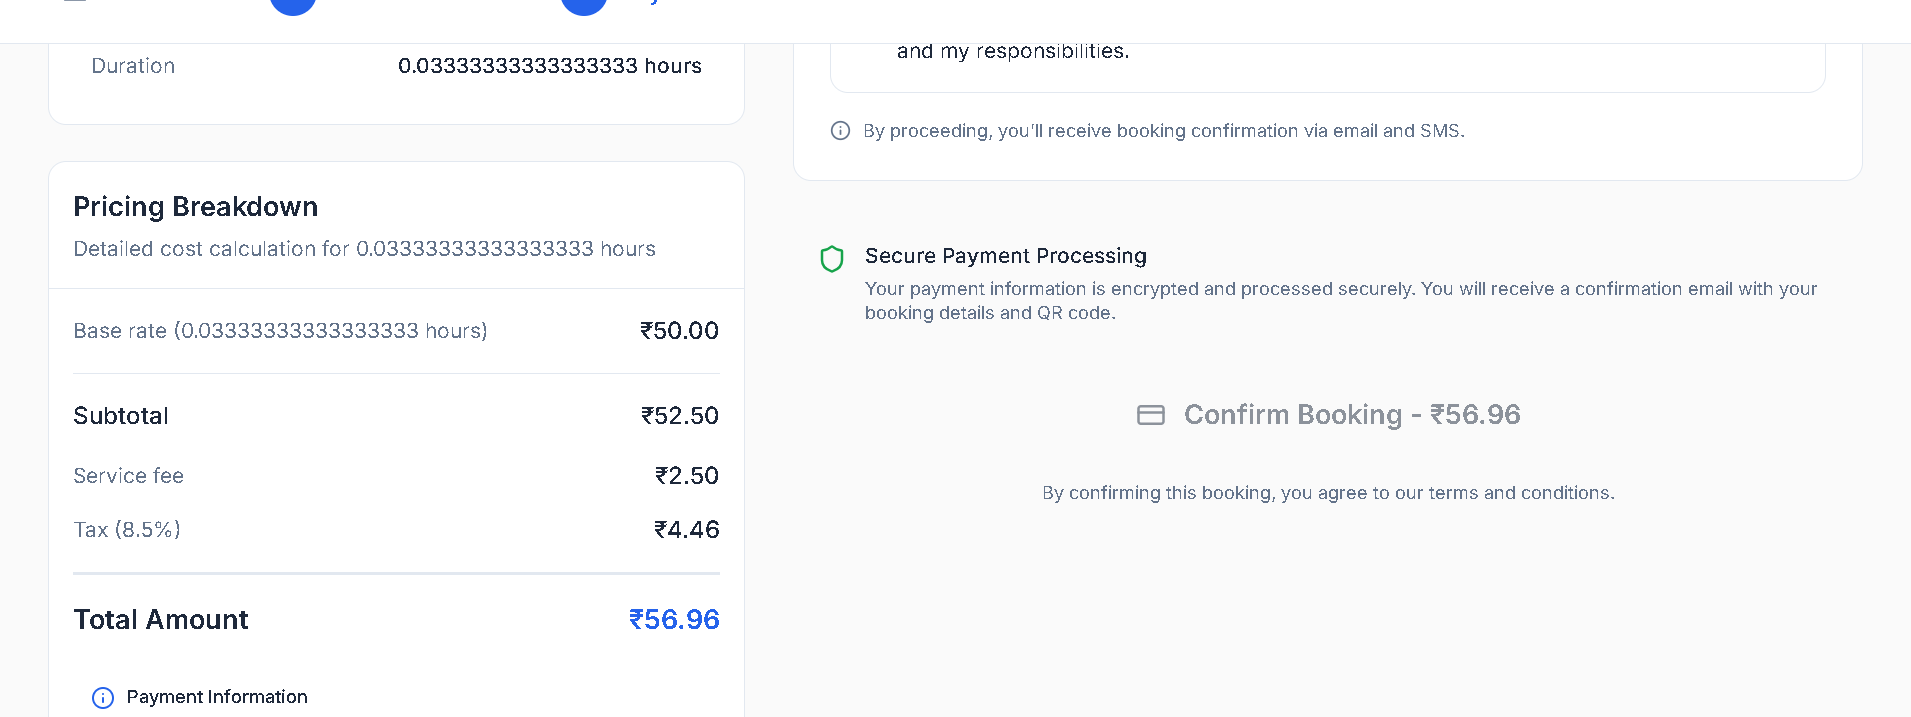 Duration 0.03333333333333333 hours
Pricing Breakdown
Detailed cost calculation for 0.03333333333333333 hours
Base rate (0.03333333333333333 hours) ₹50.00
Subtotal ₹52.50
Service fee ₹2.50
Tax (8.5%) ₹4.46
Total Amount ₹56.96
Payment Information
and my responsibilities.
By proceeding, you'll receive booking confirmation via email and SMS.
Secure Payment Processing
Your payment information is encrypted and processed securely. You will receive a confirmation email with your
booking details and QR code.
Confirm Booking - ₹56.96
By confirming this booking, you agree to our terms and conditions.